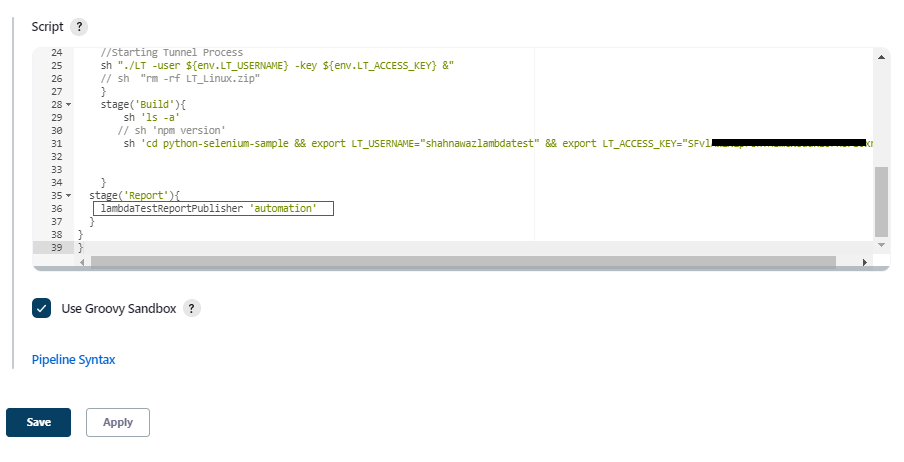 Script ?
24 //Starting Tunnel Process
25 sh "./LT -user ${env.LT_USERNAME} -key ${env.LT_ACCESS_KEY} &"
26 // sh "rm -rf LT_Linux.zip"
27 }
28 stage('Build'){
29 sh 'ls -a'
30 // sh 'npm version'
31 sh 'cd python-selenium-sample && export LT_USERNAME="shahnawazlambdatest" && export LT_ACCESS_KEY="SFvl
32
33
34 }
35 stage('Report'){
36 lambdaTestReportPublisher 'automation'
37 }
38 }
39 }
Use Groovy Sandbox ?
Pipeline Syntax
Save Apply